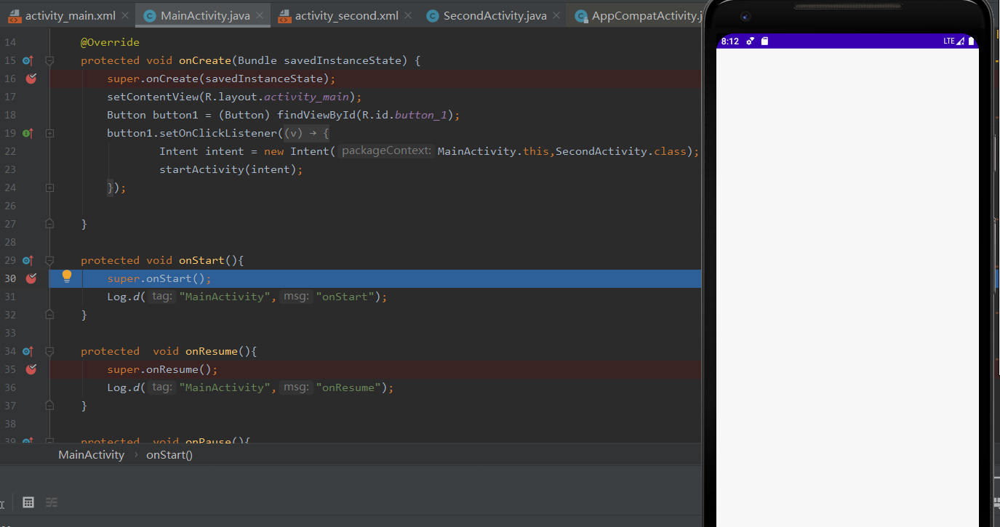 activity_main.xml MainActivity.java activity_second.xml SecondActivity.java AppCompatActivity.j
8:12 LTE
14 @Override
15 protected void onCreate(Bundle savedInstanceState) {
16 super.onCreate(savedInstanceState);
17 setContentView(R.layout.activity_main);
18 Button button1 = (Button) findViewById(R.id.button_1);
19 button1.setOnClickListener((v) → {
22 Intent intent = new Intent( packageContext: MainActivity.this,SecondActivity.class);
23 startActivity(intent);
24 });
26
27 }
28
29 protected void onStart(){
30 super.onStart();
31 Log.d( tag: "MainActivity", msg: "onStart");
32 }
33
34 protected  void onResume(){
35 super.onResume();
36 Log.d( tag: "MainActivity", msg: "onResume");
37 }
38
39 protected  void onPause(){
MainActivity › onStart()